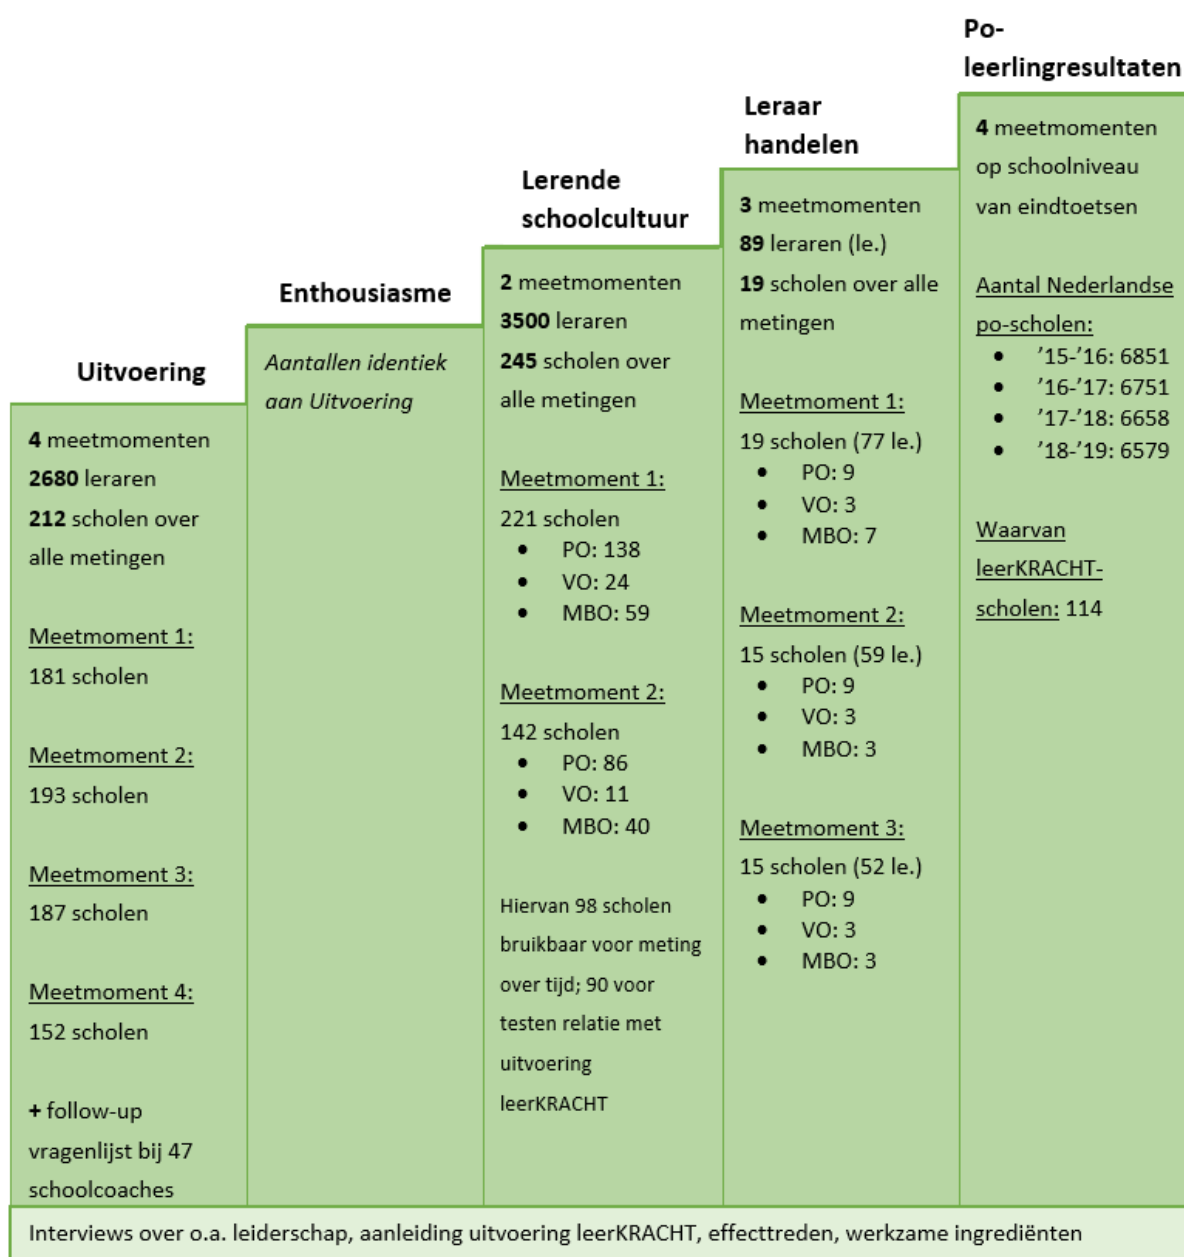 Uitvoering
4 meetmomenten
2680 leraren
212 scholen over
alle metingen
Meetmoment 1:
181 scholen
Meetmoment 2:
193 scholen
Meetmoment 3:
187 scholen
Meetmoment 4:
152 scholen
+ follow-up
vragenlijst bij 47
schoolcoaches
Enthousiasme
Aantallen identiek
aan Uitvoering
Lerende
schoolcultuur
2 meetmomenten
3500 leraren
245 scholen over
alle metingen
Meetmoment 1:
221 scholen
• PO: 138
• VO: 24
• MBO: 59
Meetmoment 2:
142 scholen
• PO: 86
• VO: 11
• MBO: 40
Hiervan 98 scholen
bruikbaar voor meting
over tijd; 90 voor
testen relatie met
uitvoering
leerKRACHT
Leraar
handelen
3 meetmomenten
89 leraren (le.)
19 scholen over alle
metingen
Meetmoment 1:
19 scholen (77 le.)
• PO: 9
• VO: 3
• MBO: 7
Meetmoment 2:
15 scholen (59 le.)
• PO: 9
• VO: 3
• MBO: 3
Meetmoment 3:
15 scholen (52 le.)
• PO: 9
• VO: 3
• MBO: 3
Po-
leerlingresultaten
4 meetmomenten
op schoolniveau
van eindtoetsen
Aantal Nederlandse
po-scholen:
• ’15-’16: 6851
• ’16-’17: 6751
• ’17-’18: 6658
• ’18-’19: 6579
Waarvan
leerKRACHT-
scholen: 114
Interviews over o.a. leiderschap, aanleiding uitvoering leerKRACHT, effecttreden, werkzame ingrediënten